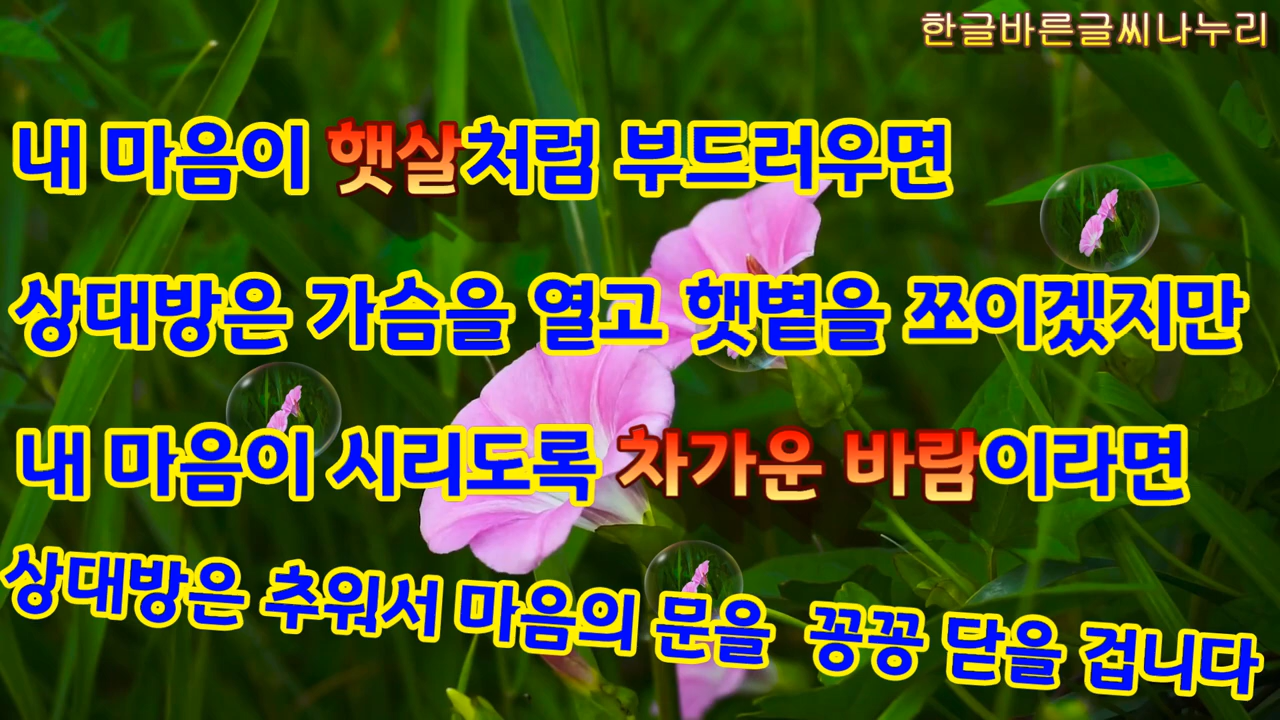 한글바른글씨나누리
내 마음이 햇살처럼 부드러우면
상대방은 가슴을 열고 햇볕을 쪼이겠지만
내 마음이 시리도록 차가운 바람이라면
상대방은 추워서 마음의 문을 꽁꽁 닫을 겁니다